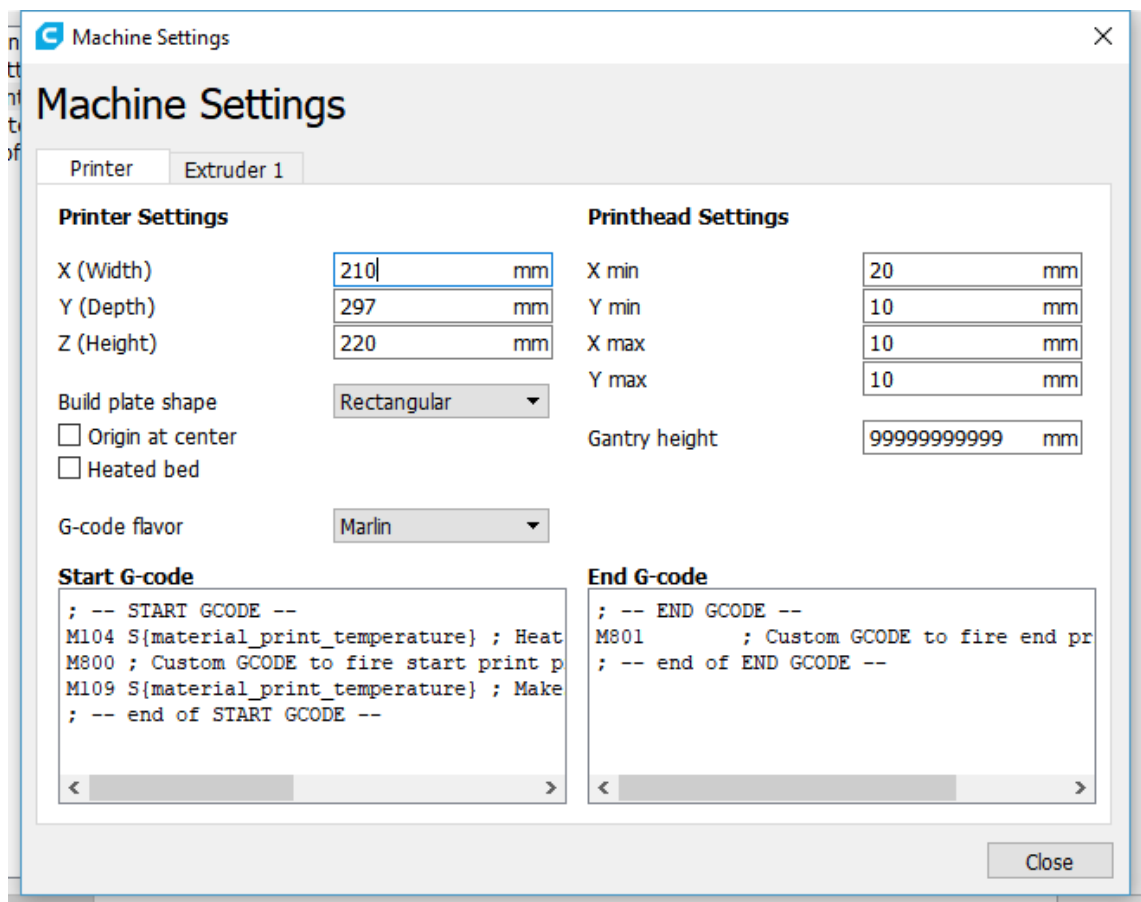 Machine Settings
Machine Settings
Printer
Extruder 1
Printer Settings
X (Width) 210 mm
Y (Depth) 297 mm
Z (Height) 220 mm
Build plate shape Rectangular
Origin at center
Heated bed
G-code flavor Marlin
Printhead Settings
X min 20 mm
Y min 10 mm
X max 10 mm
Y max 10 mm
Gantry height 99999999999 mm
Start G-code
; -- START GCODE --
M104 S{material_print_temperature} ; Heat
M800 ; Custom GCODE to fire start print p
M109 S{material_print_temperature} ; Make
; -- end of START GCODE --
End G-code
; -- END GCODE --
M801 ; Custom GCODE to fire end pr
; -- end of END GCODE --
Close